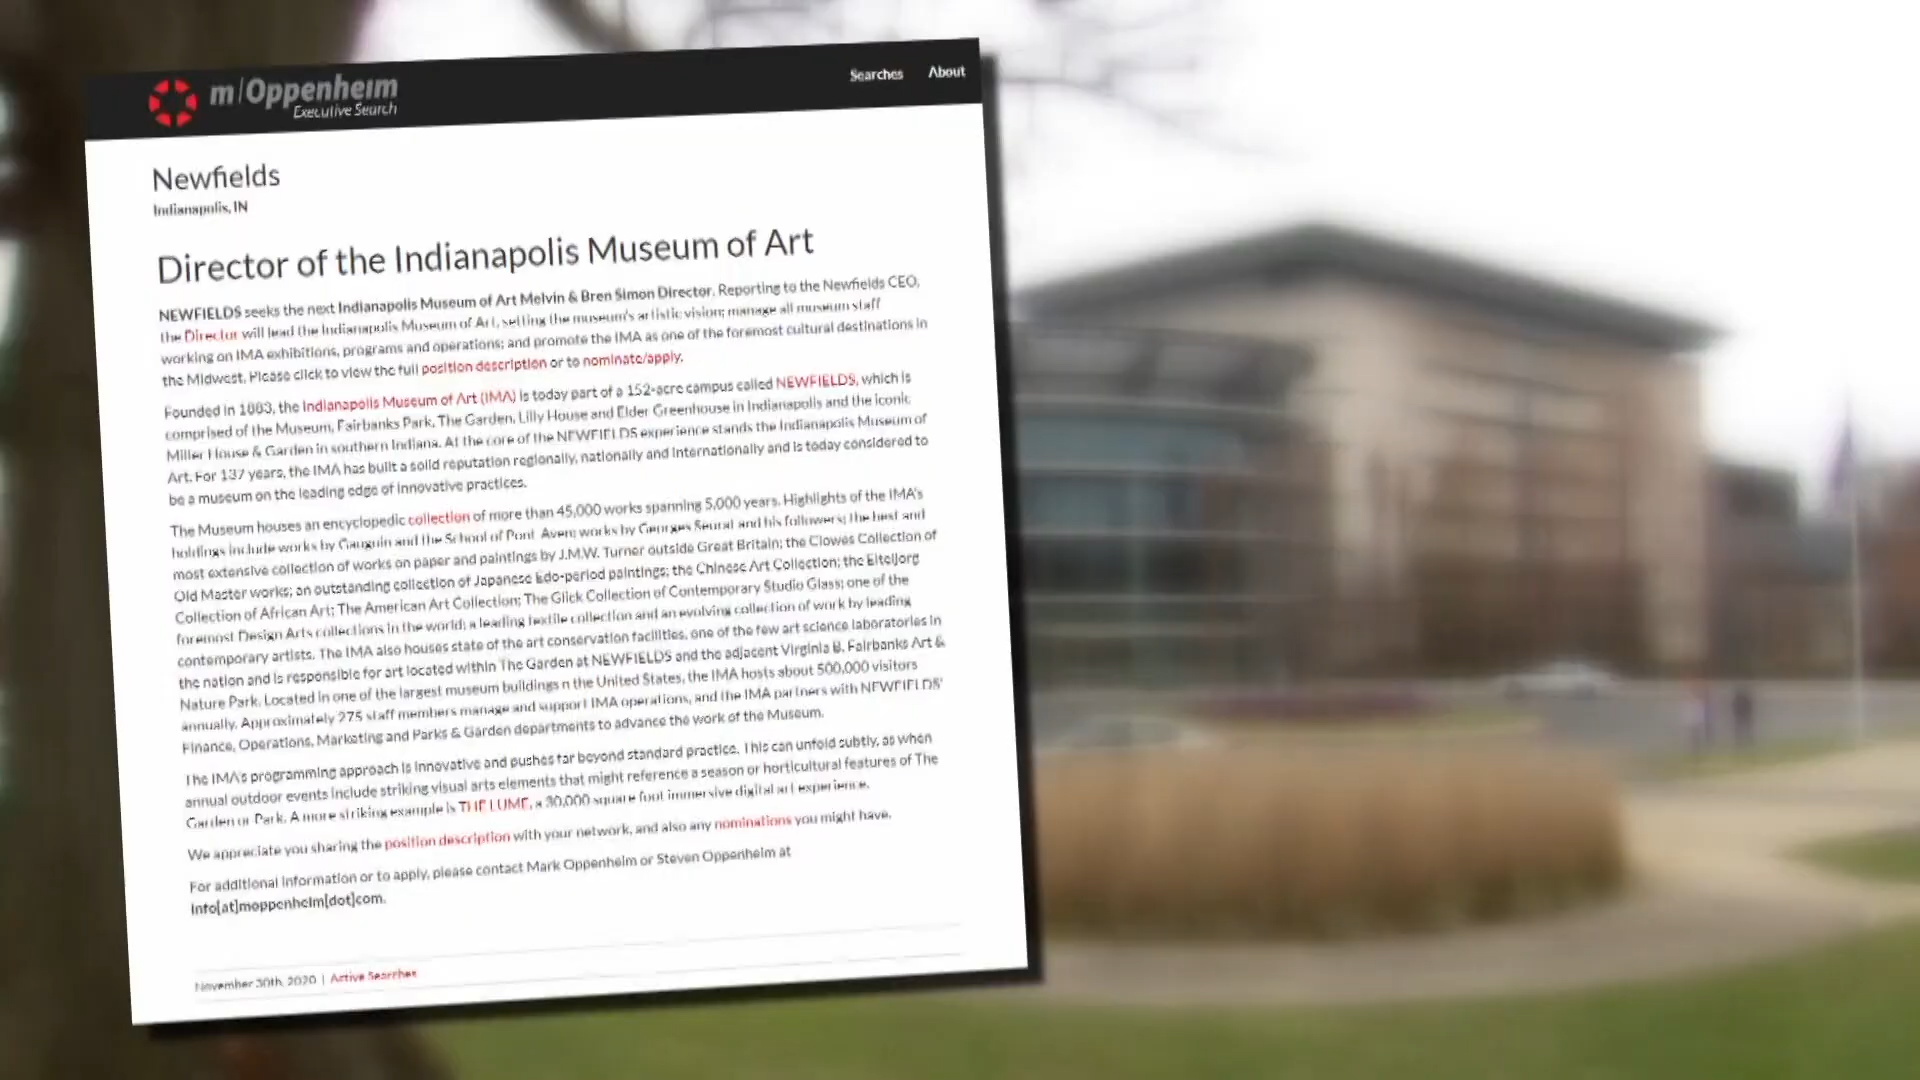 m/Oppenheim
Executive Search
Searches About
Newfields
Indianapolis, IN
Director of the Indianapolis Museum of Art
NEWFIELDS seeks the next Indianapolis Museum of Art Melvin & Bren Simon Director. Reporting to the Newfields CEO,
the Director will lead the Indianapolis Museum of Art, setting the museum's artistic vision; manage all museum staff
working on IMA exhibitions, programs and operations; and promote the IMA as one of the foremost cultural destinations in
the Midwest. Please click to view the full position description or to nominate/apply.
Founded in 1883, the Indianapolis Museum of Art (IMA) is today part of a 152-acre campus called NEWFIELDS, which is
comprised of the Museum, Fairbanks Park, The Garden, Lilly House and Elder Greenhouse in Indianapolis and the iconic
Miller House & Garden in southern Indiana. At the core of the NEWFIELDS experience stands the Indianapolis Museum of
Art. For 137 years, the IMA has built a solid reputation regionally, nationally and internationally and is today considered to
be a museum on the leading edge of innovative practices.
The Museum houses an encyclopedic collection of more than 45,000 works spanning 5,000 years. Highlights of the IMA's
holdings include works by Gauguin and the School of Pont-Aven; works by Georges Seurat and his followers; the best and
most extensive collection of works on paper and paintings by J.M.W. Turner outside Great Britain; the Clowes Collection of
Old Master works; an outstanding collection of Japanese Edo-period paintings; the Chinese Art Collection; the Eiteljorg
Collection of African Art; The American Art Collection; The Glick Collection of Contemporary Studio Glass; one of the
foremost Design Arts collections in the world; a leading textile collection and an evolving collection of work by leading
contemporary artists. The IMA also houses state of the art conservation facilities, one of the few art science laboratories in
the nation and is responsible for art located within The Garden at NEWFIELDS and the adjacent Virginia B. Fairbanks Art &
Nature Park. Located in one of the largest museum buildings n the United States, the IMA hosts about 500,000 visitors
annually. Approximately 275 staff members manage and support IMA operations, and the IMA partners with NEWFIELDS'
Finance, Operations, Marketing and Parks & Garden departments to advance the work of the Museum.
The IMA's programming approach is innovative and pushes far beyond standard practice. This can unfold subtly, as when
annual outdoor events include striking visual arts elements that might reference a season or horticultural features of The
Garden or Park. A more striking example is THE LUME, a 30,000 square foot immersive digital art experience.
We appreciate you sharing the position description with your network, and also any nominations you might have.
For additional information or to apply, please contact Mark Oppenheim or Steven Oppenheim at
info[at]moppenheim[dot]com.
November 30th, 2020 | Active Searches